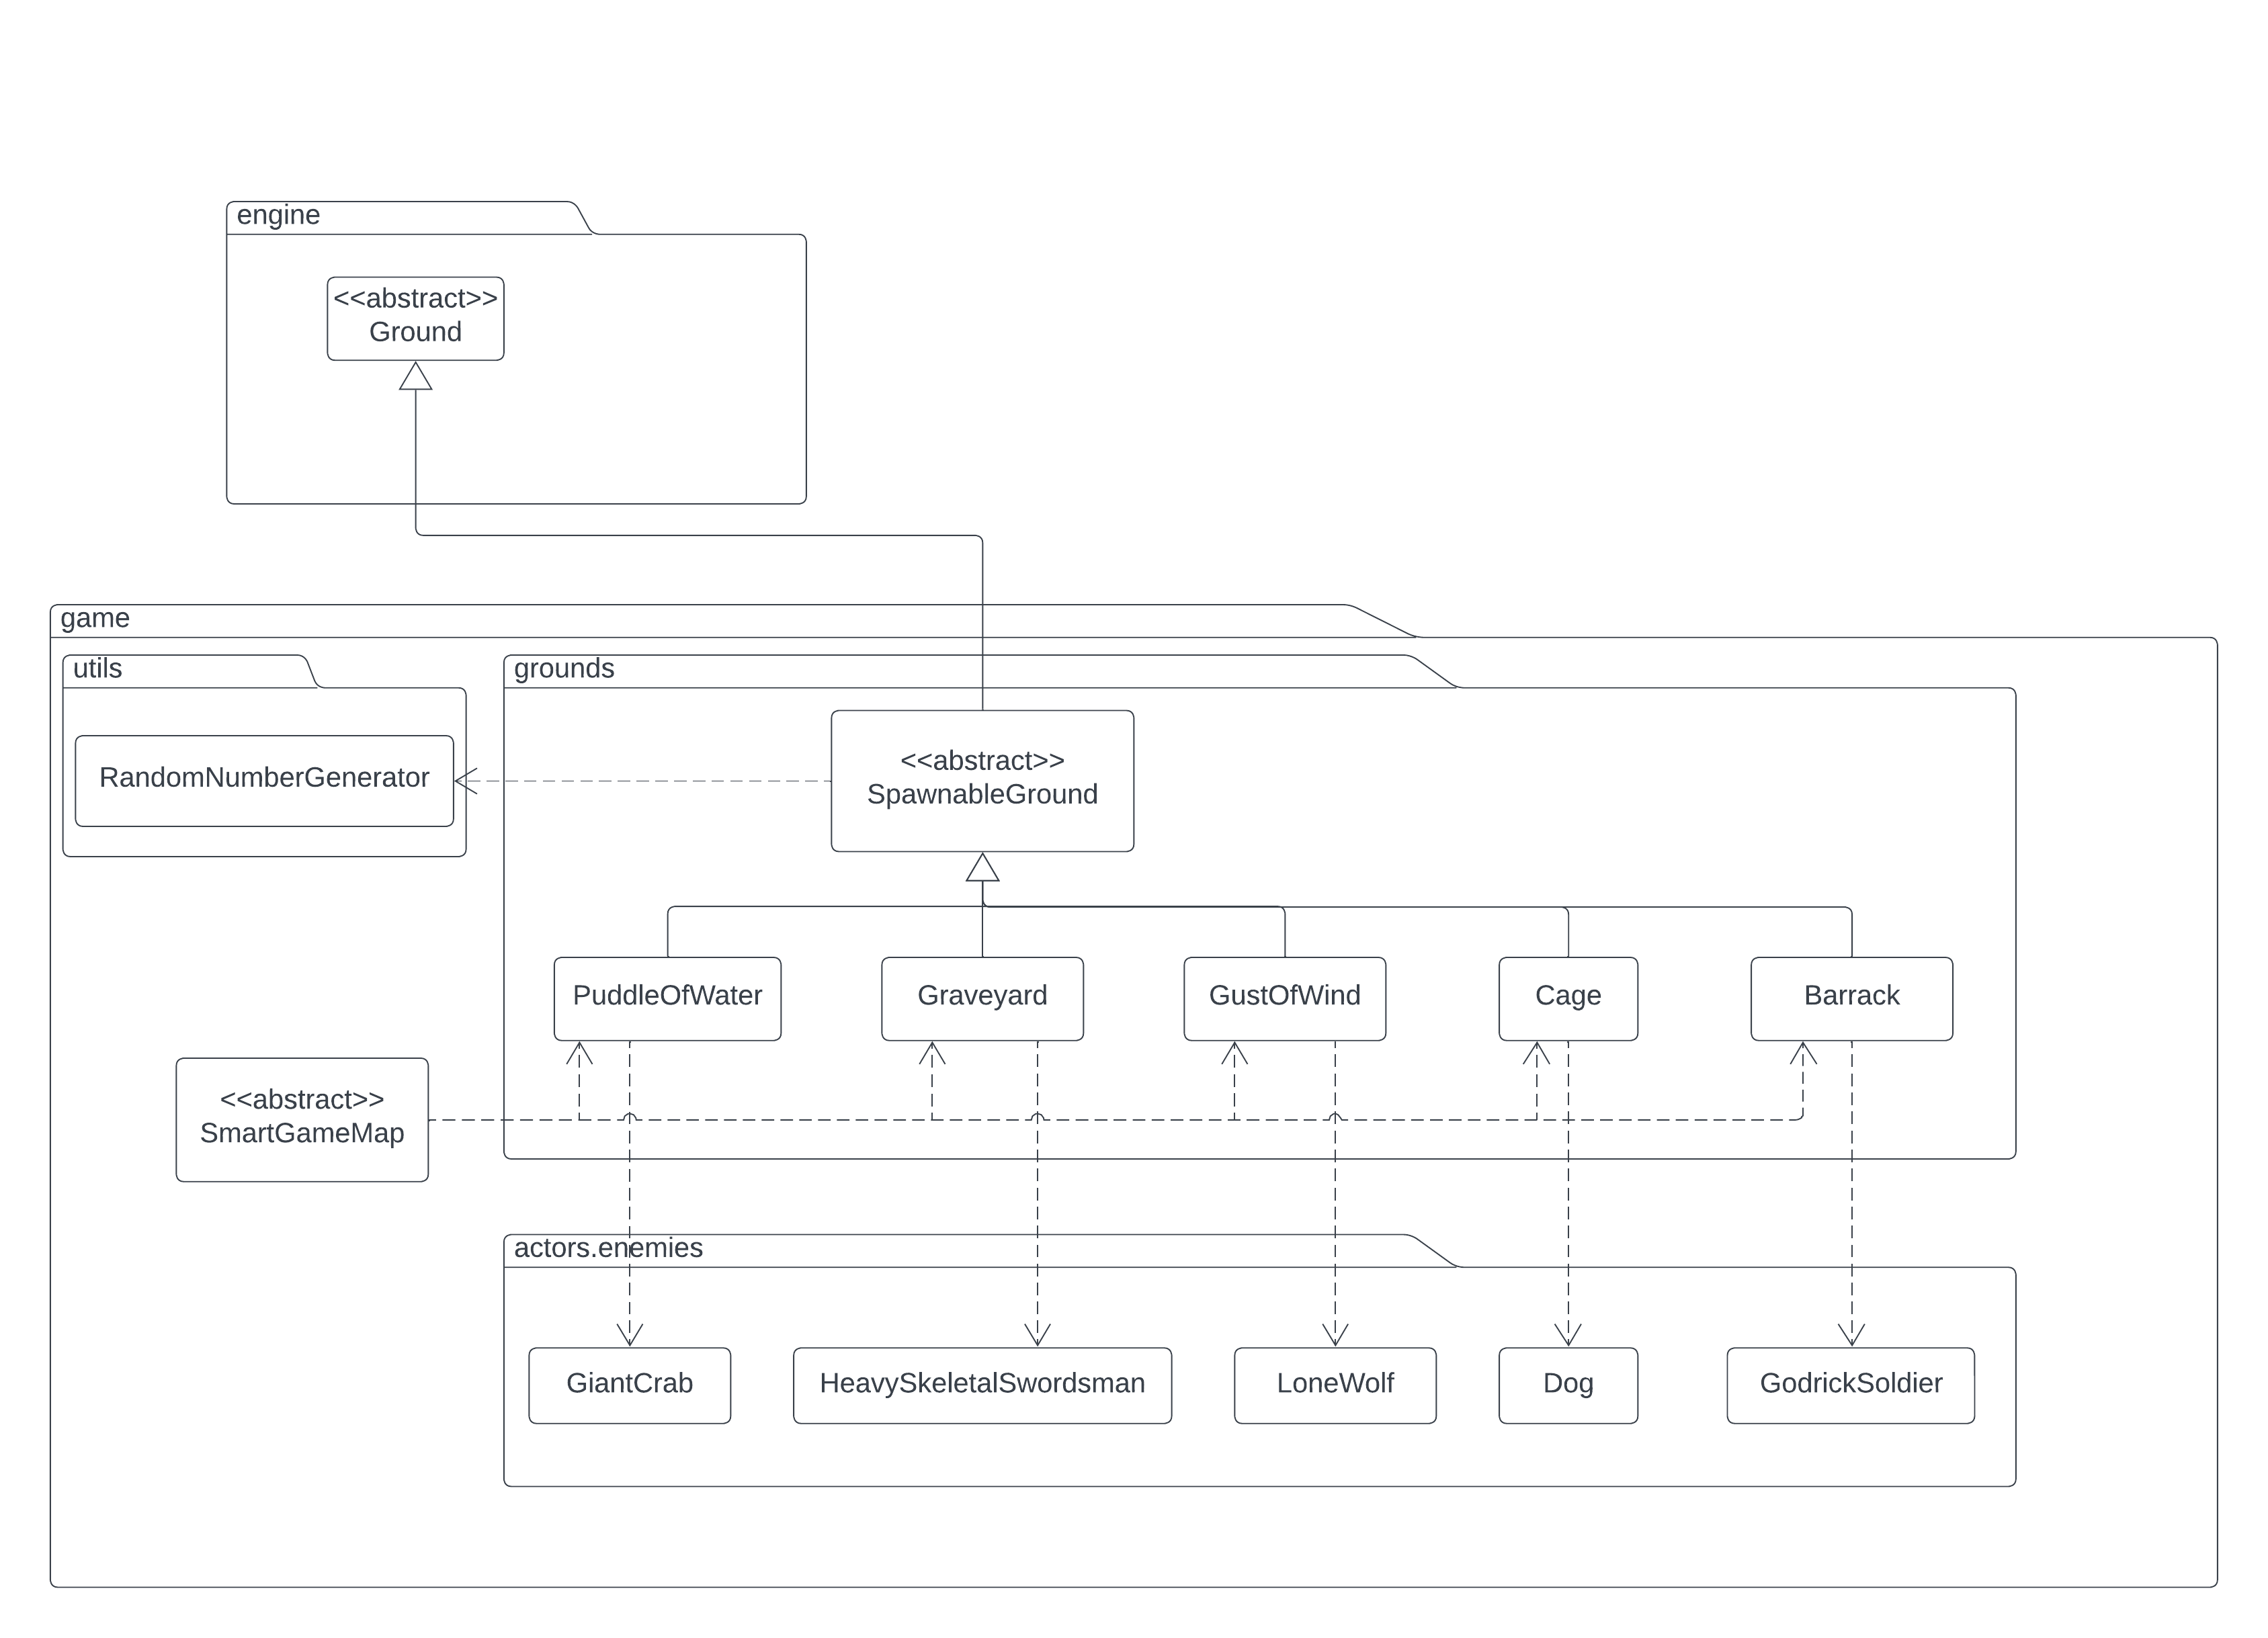 engine
<<abstract>>
Ground
game
utils
grounds
RandomNumberGenerator
<<abstract>>
SpawnableGround
PuddleOfWater
Graveyard
GustOfWind
Cage
Barrack
<<abstract>>
SmartGameMap
actors.enemies
GiantCrab
HeavySkeletalSwordsman
LoneWolf
Dog
GodrickSoldier